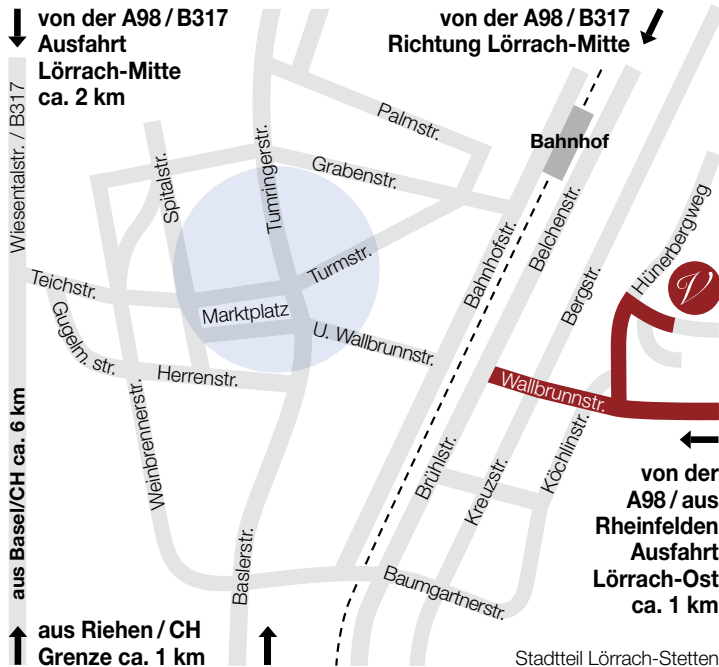 von der A98 / B317
Ausfahrt
Lörrach-Mitte
ca. 2 km
von der A98 / B317
Richtung Lörrach-Mitte
Wiesentalstr. / B317
Palmstr.
Bahnhof
Spitalstr.
Tumringerstr.
Grabenstr.
Hünerbergweg
Bahnhofstr.
Belchenstr.
Bergstr.
V
Teichstr.
Turmstr.
Marktplatz
Gugelm. str.
U. Wallbrunnstr.
Herrenstr.
Wallbrunnstr.
Weinbrennerstr.
Brühlstr.
Kreuzstr.
Köchlinstr.
aus Basel/CH ca. 6 km
Baslerstr.
Baumgartnerstr.
von der
A98 / aus
Rheinfelden
Ausfahrt
Lörrach-Ost
ca. 1 km
aus Riehen / CH
Grenze ca. 1 km
Stadtteil Lörrach-Stetten